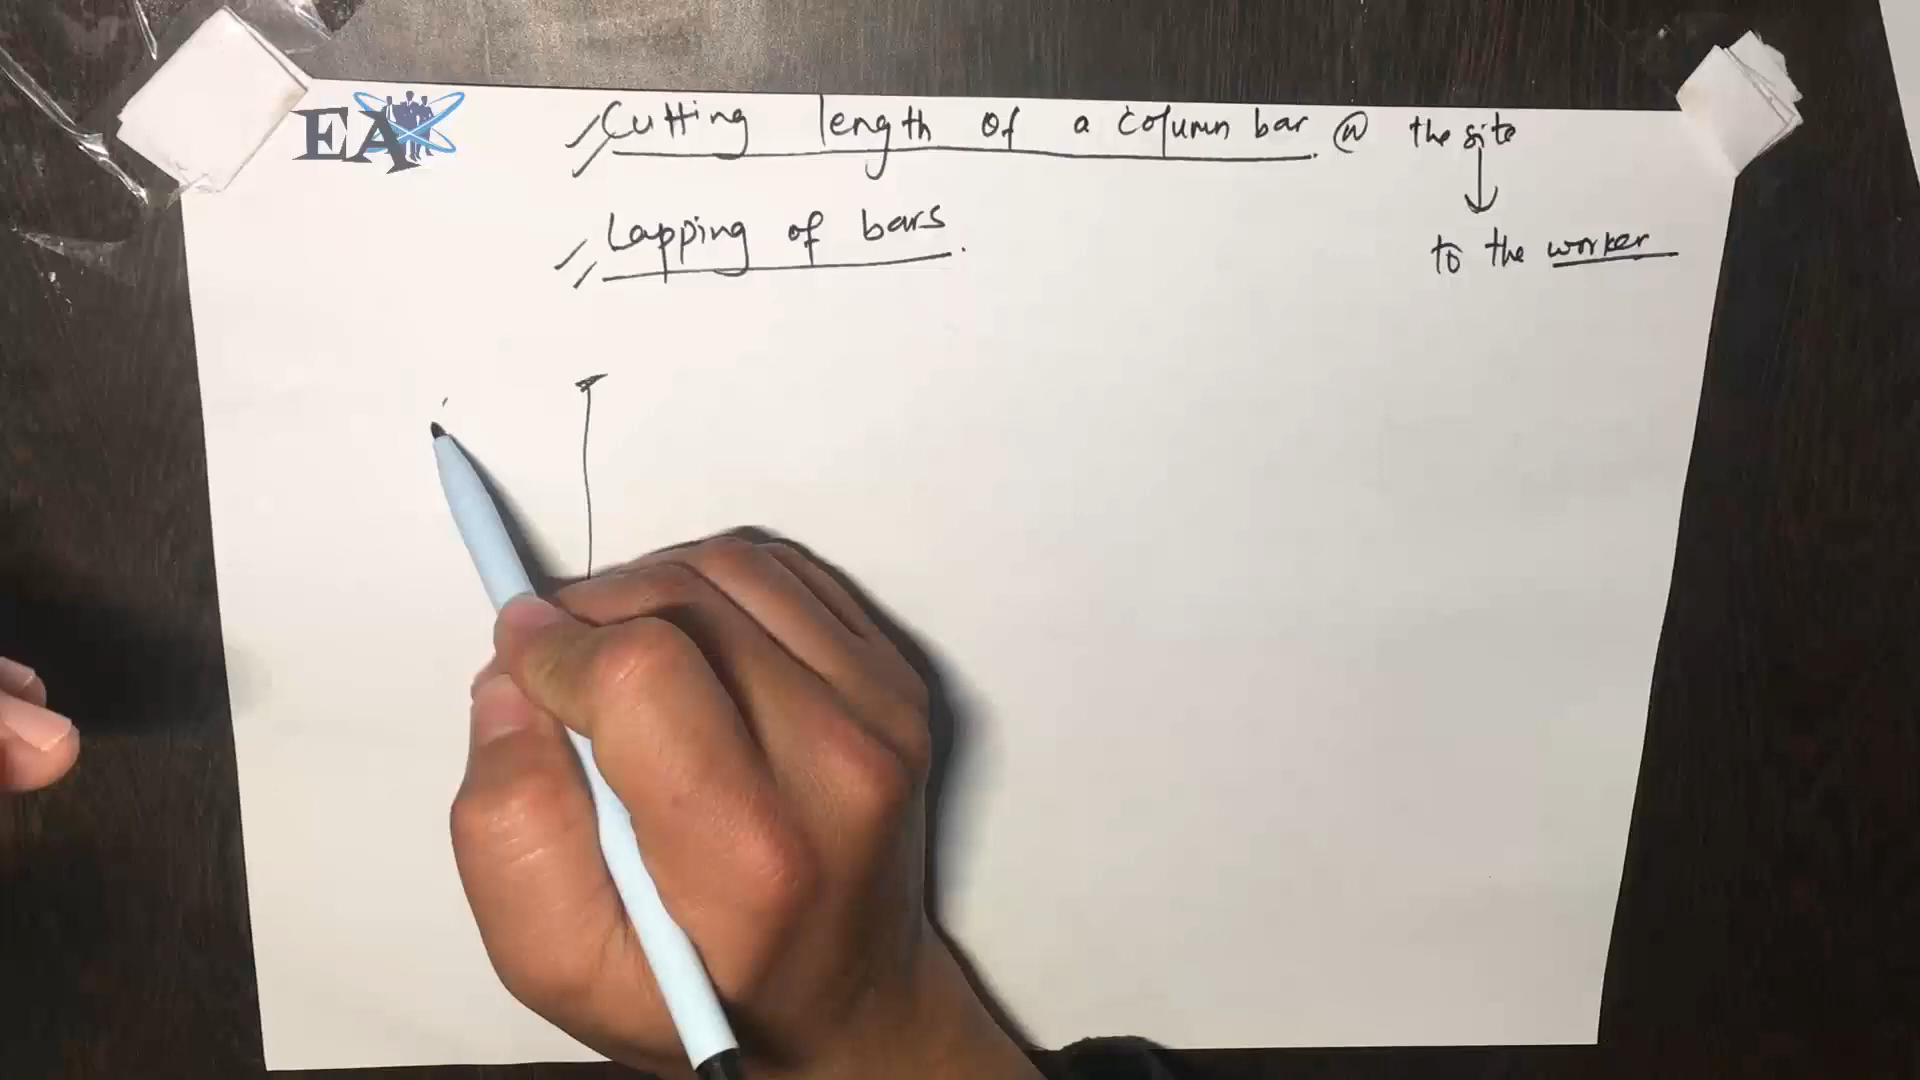 EA
Cutting length of a column bar @ the site
Lapping of bars.
to the worker